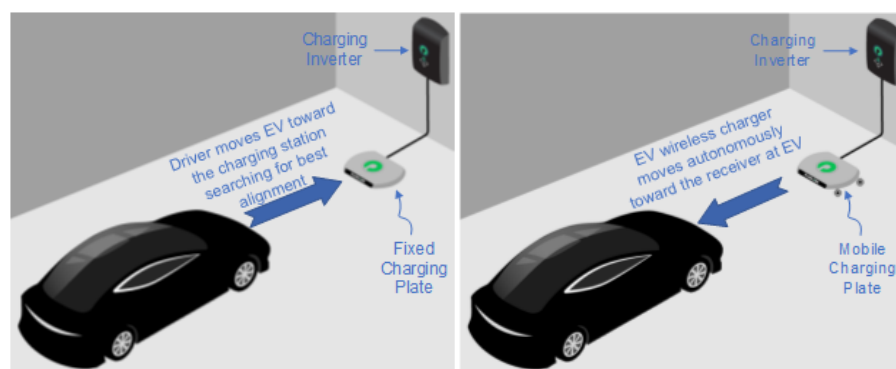 Charging
Inverter
Driver moves EV toward
the charging station
searching for best
alignment
Fixed
Charging
Plate
Charging
Inverter
EV wireless charger
moves autonomously
toward the receiver at EV
Mobile
Charging
Plate